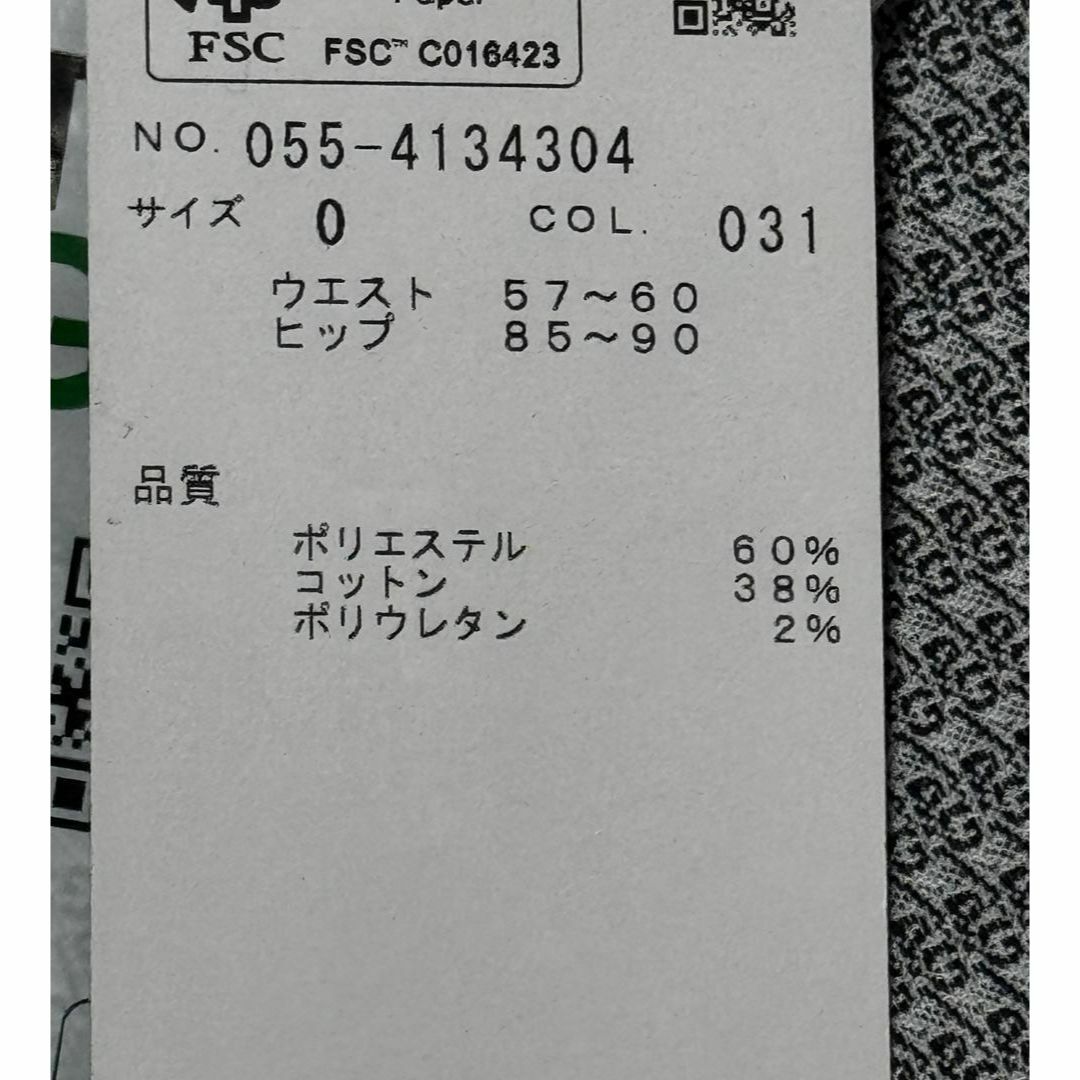 FSC FSC™ C016423
NO. 055-4134304
サイズ 0 COL. 031
ウエスト 57～60
ヒップ 85～90
品質
ポリエステル 60%
コットン 38%
ポリウレタン 2%